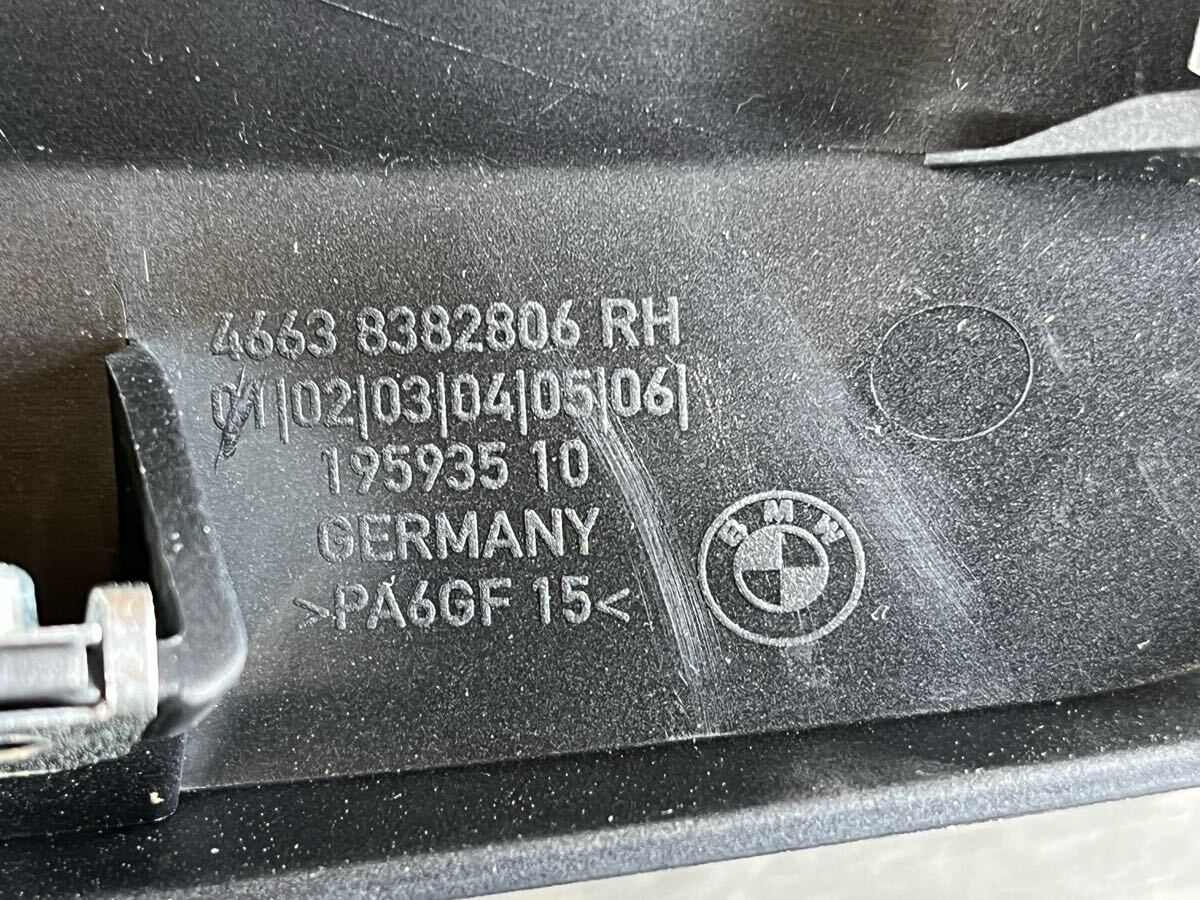 4663 8382806 RH
01|02|03|04|05|06|
195935 10
GERMANY
>PA6GF 15<
BMW